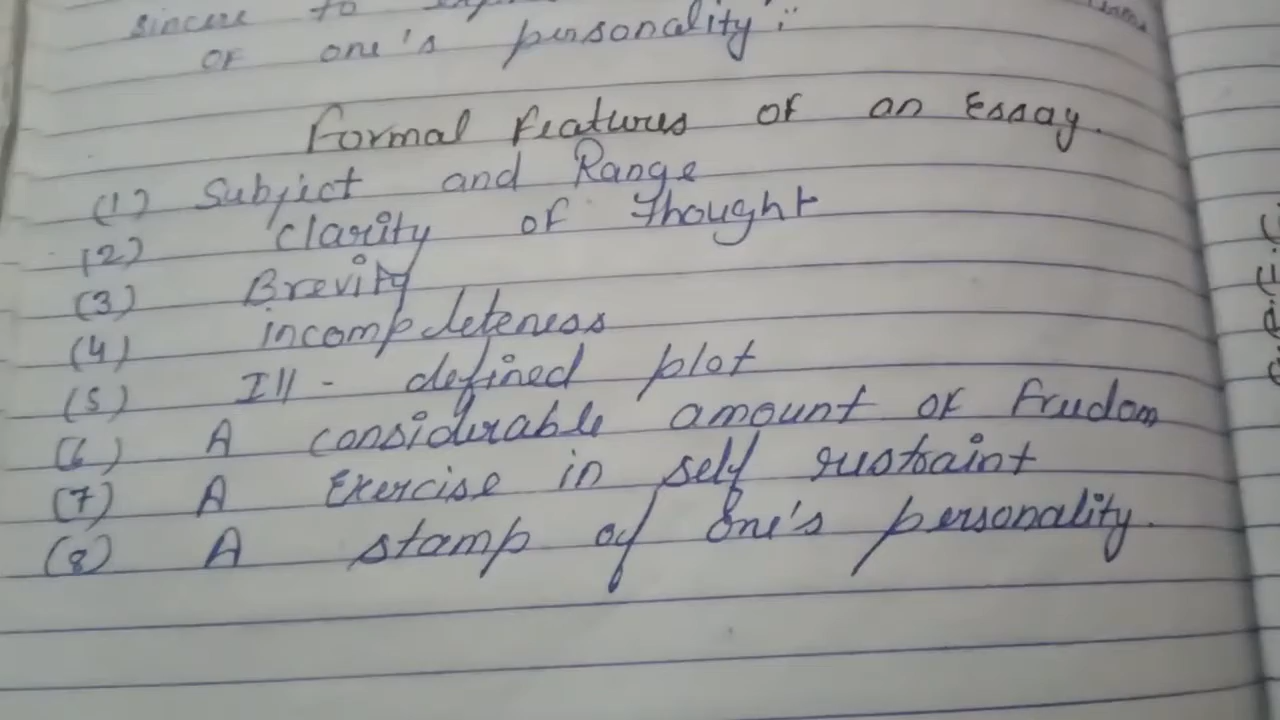 sincere to
of one's personality."
Formal Features of an Essay.
(1) Subject and Range
(2) Clarity of Thought
(3) Brevity
(4) incompleteness
(5) Ill-defined plot
(6) A considerable amount of Freedom
(7) A Exercise in self restraint
(8) A stamp of One's personality.